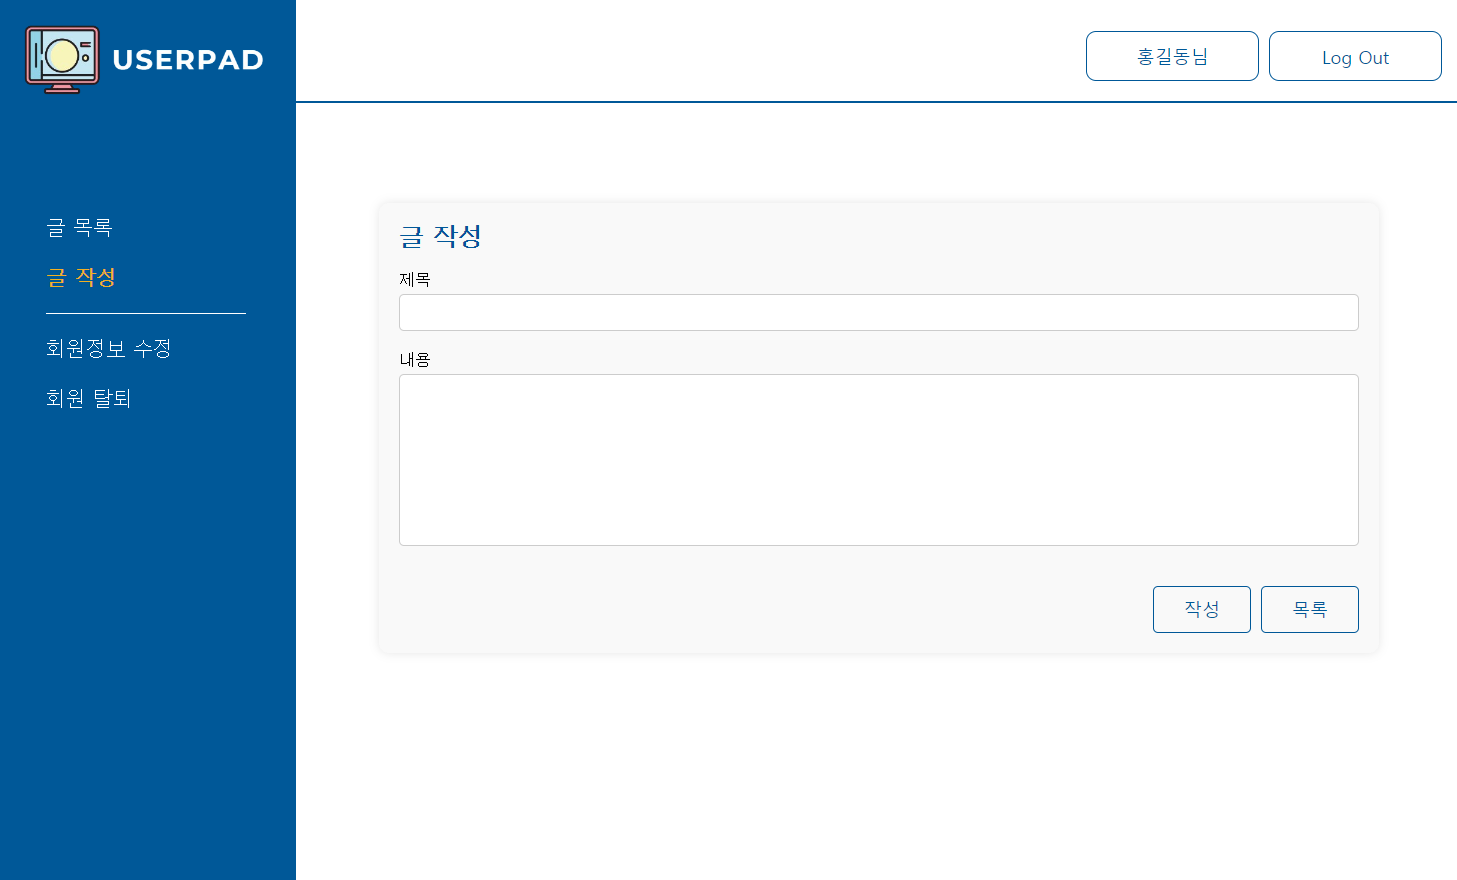 USERPAD
홍길동님
Log Out
글 목록
글 작성
회원정보 수정
회원 탈퇴
글 작성
제목
내용
작성
목록